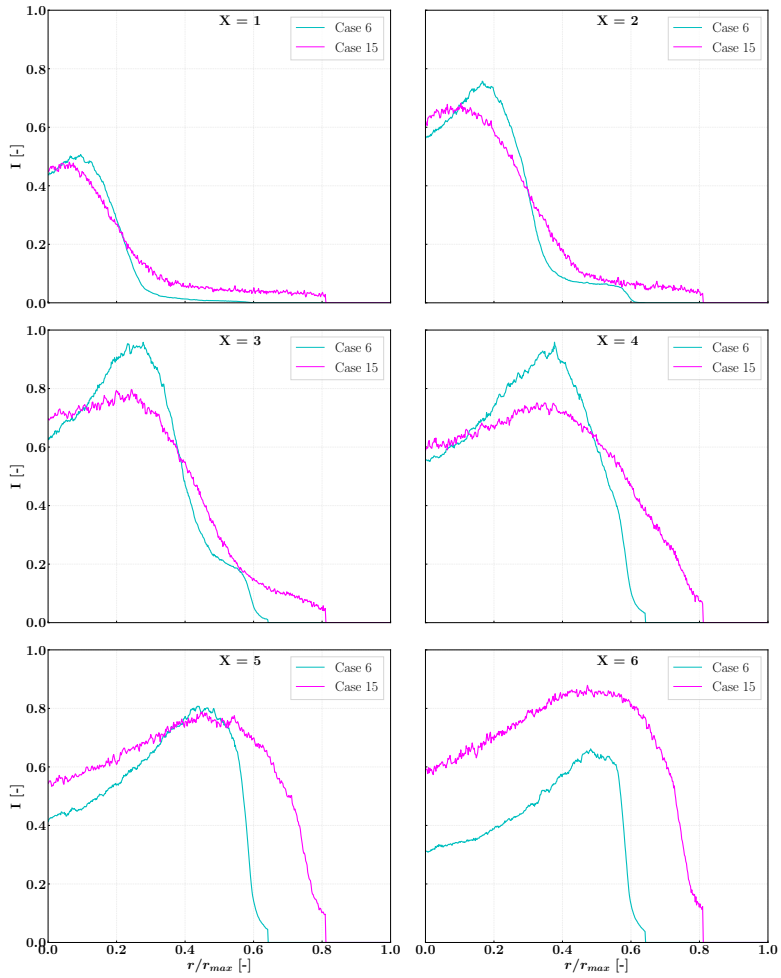 1.0
X = 1
Case 6
Case 15
0.8
0.6
I [-]
0.4
0.2
0.0
X = 2
Case 6
Case 15
1.0
X = 3
Case 6
Case 15
0.8
0.6
I [-]
0.4
0.2
0.0
X = 4
Case 6
Case 15
1.0
X = 5
Case 6
Case 15
0.8
0.6
I [-]
0.4
0.2
0.0
0.0 0.2 0.4 0.6 0.8 1.0
r/r_max [-]
X = 6
Case 6
Case 15
0.0 0.2 0.4 0.6 0.8 1.0
r/r_max [-]